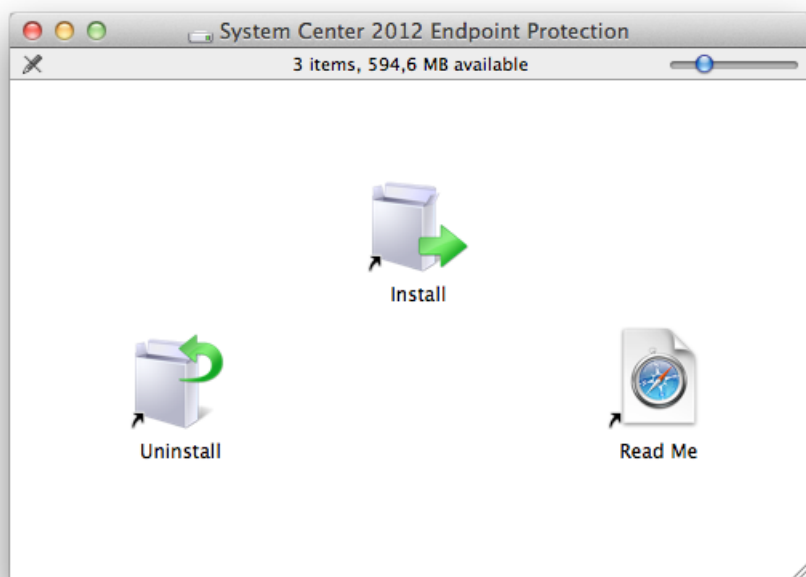 System Center 2012 Endpoint Protection
3 items, 594,6 MB available
Install
Uninstall
Read Me